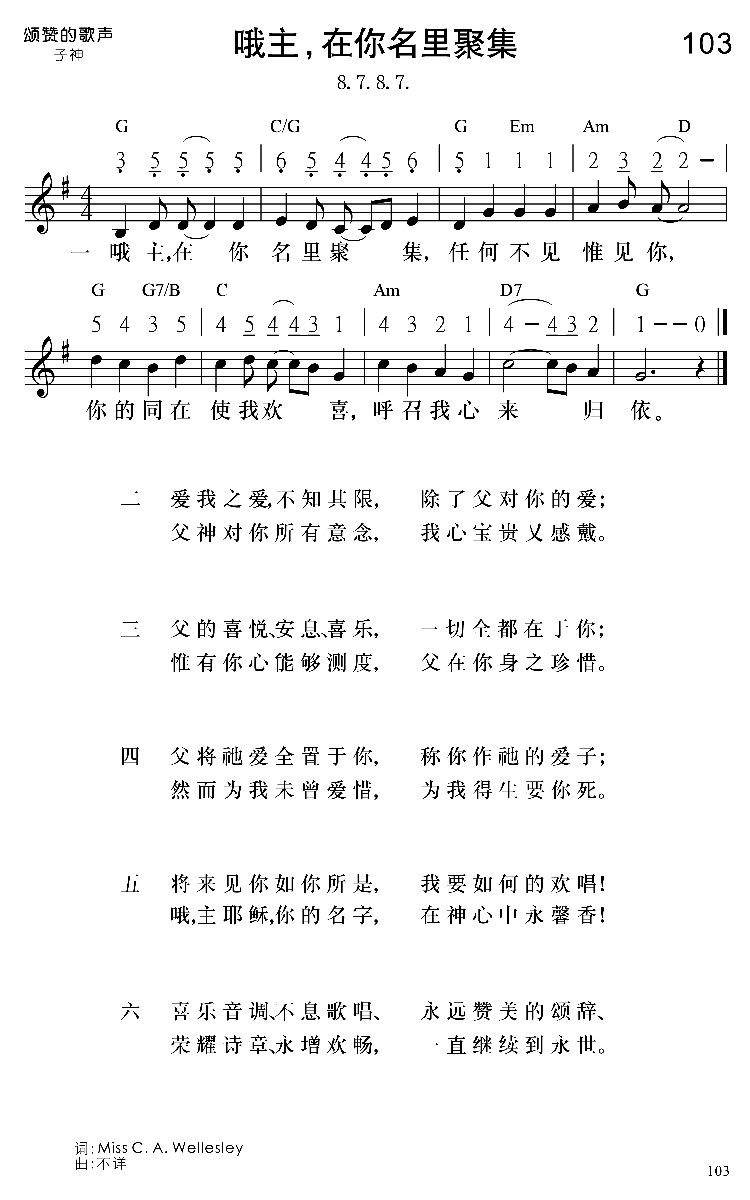 颂赞的歌声 哦主，在你名里聚集 103
子神
8. 7. 8. 7.
G C/G G Em Am D
3 5 5 5 5 | 6 5 4 4 5 6 | 5 1 1 1 | 2 3 2 2 – |
4
4
一 哦主,在 你 名里聚 集, 任何不见 惟见你,
G G7/B C Am D7 G
5 4 3 5 | 4 5 4 4 3 1 | 4 3 2 1 | 4 – 4 3 2 | 1 – – 0 ‖
你的同在 使我欢 喜, 呼召我心来 归 依。
二 爱我之爱,不知其限, 除了父对你的爱;
父神对你所有意念, 我心宝贵又感戴。
三 父的喜悦、安息、喜乐, 一切全都在于你;
惟有你心能够测度, 父在你身之珍惜。
四 父将祂爱全置于你, 称你作祂的爱子;
然而为我未曾爱惜, 为我得生要你死。
五 将来见你如你所是, 我要如何的欢唱!
哦,主耶稣,你的名字, 在神心中永馨香!
六 喜乐音调、不息歌唱、 永远赞美的颂辞、
荣耀诗章、永增欢畅, 一直继续到永世。
词: Miss C. A. Wellesley
曲: 不详
103